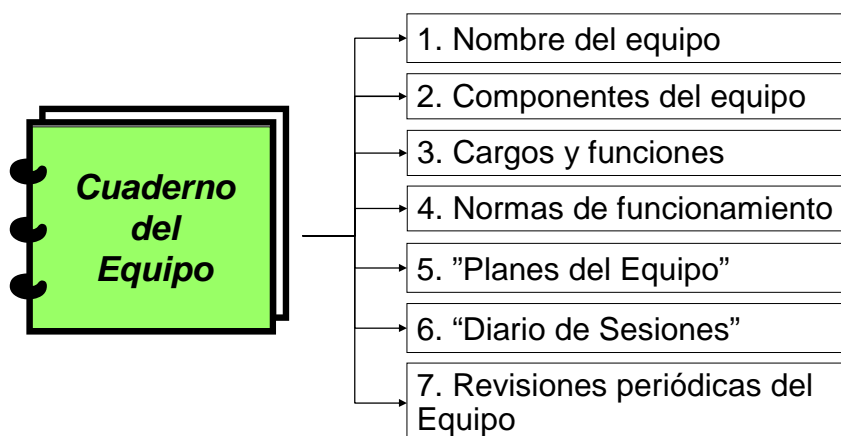 Cuaderno
del
Equipo
1. Nombre del equipo
2. Componentes del equipo
3. Cargos y funciones
4. Normas de funcionamiento
5. ”Planes del Equipo”
6. “Diario de Sesiones”
7. Revisiones periódicas del
Equipo